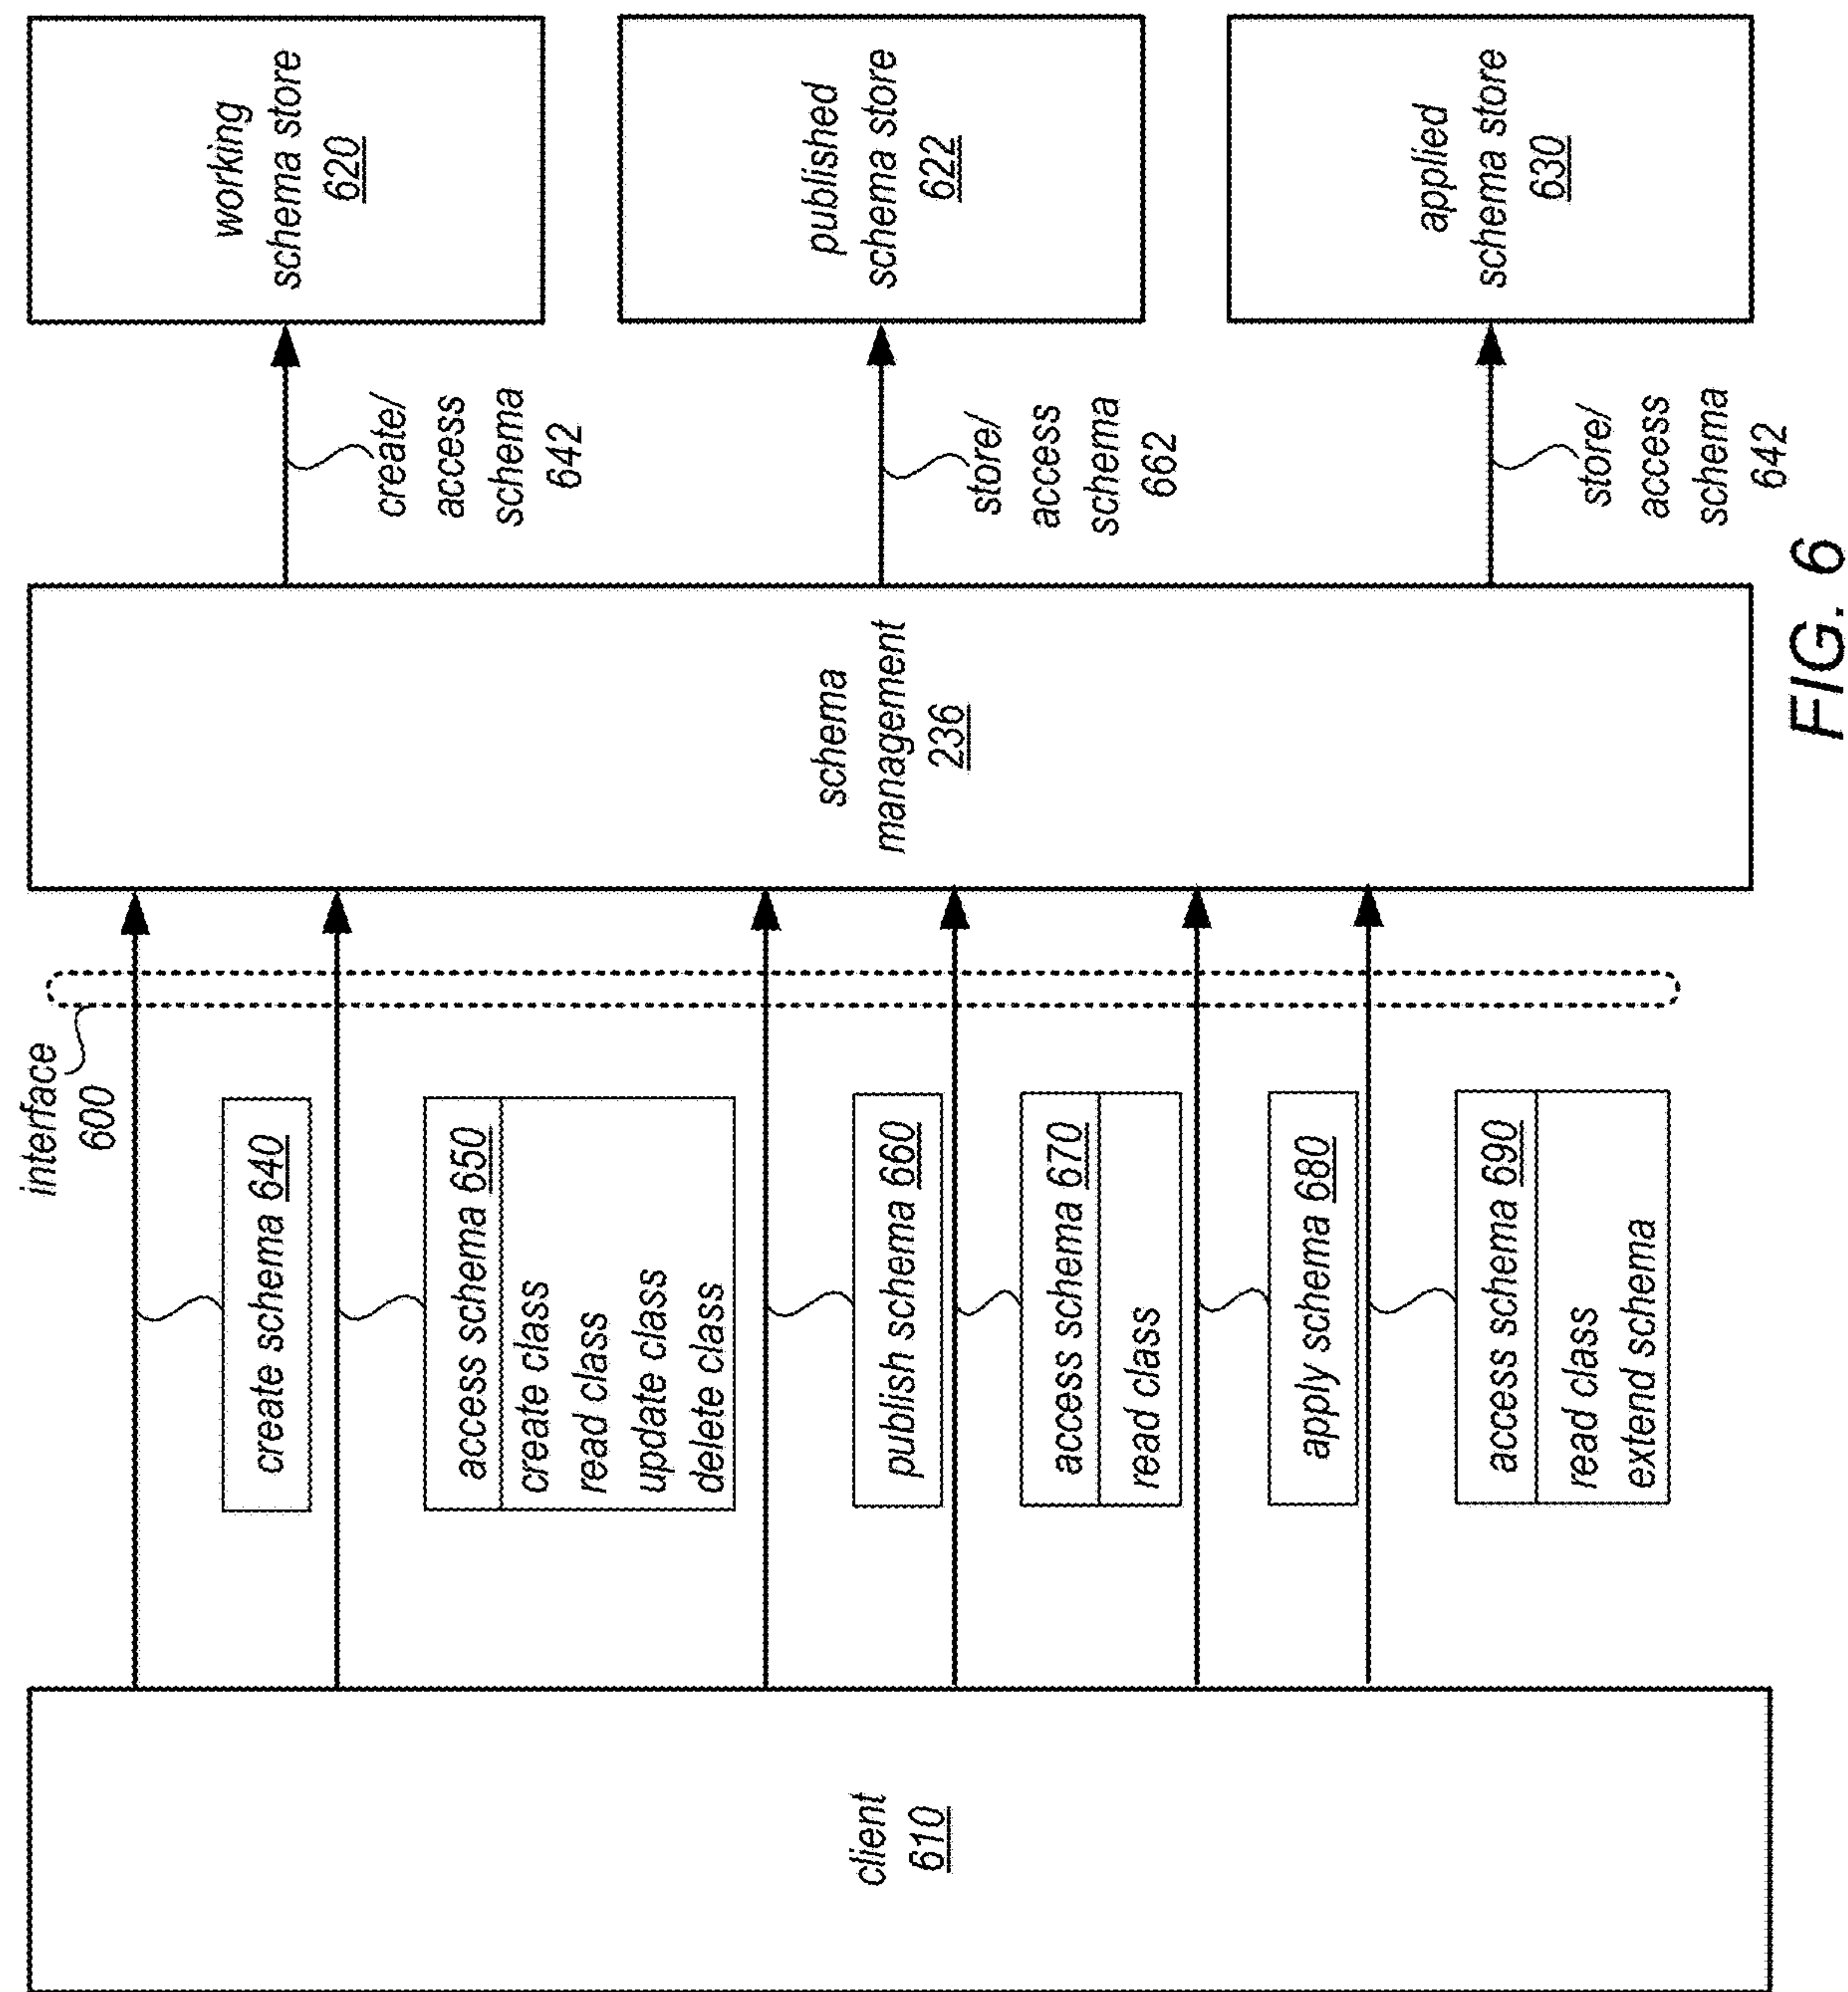 client
610
interface
600
create schema 640
access schema 650
create class
read class
update class
delete class
publish schema 660
access schema 670
read class
apply schema 680
access schema 690
read class
extend schema
schema
management
236
create/
access
schema
642
store/
access
schema
662
store/
access
schema
642
working
schema store
620
published
schema store
622
applied
schema store
630
FIG. 6